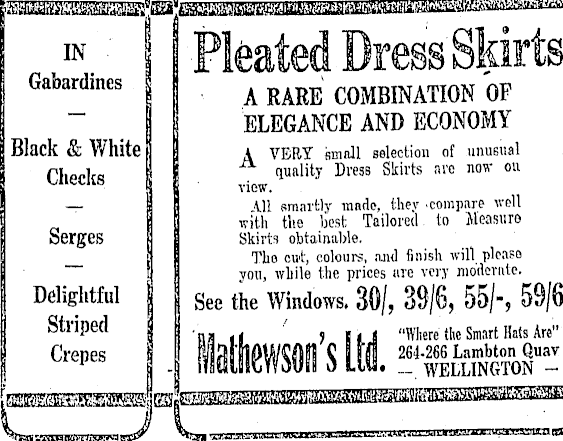 IN
Gabardines
—
Black & White
Checks
—
Serges
—
Delightful
Striped
Crepes
Pleated Dress Skirts
A RARE COMBINATION OF
ELEGANCE AND ECONOMY
A VERY small selection of unusual
quality Dress Skirts are now on
view.
All smartly made, they compare well
with the best Tailored to Measure
Skirts obtainable.
The cut, colours, and finish will please
you, while the prices are very moderate.
See the Windows. 30/, 39/6, 55/-, 59/6
Mathewson's Ltd.
"Where the Smart Hats Are"
264-266 Lambton Quay
— WELLINGTON —